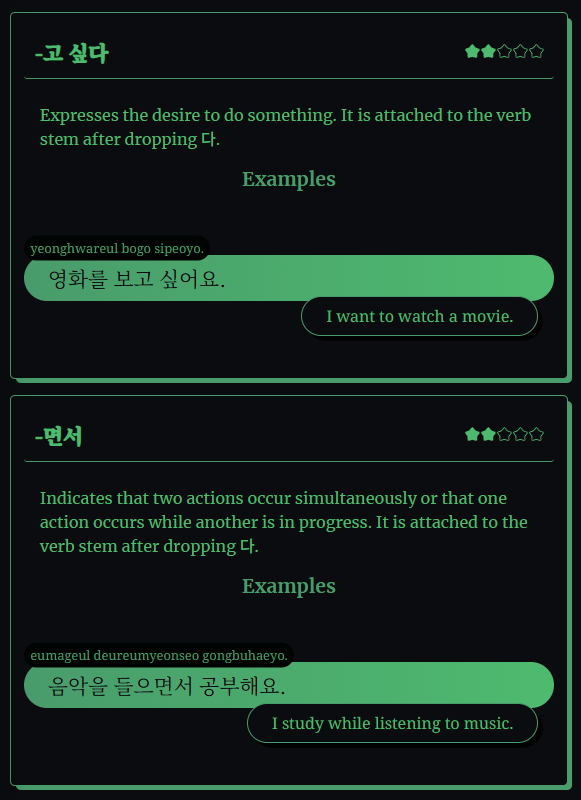 -고 싶다
Expresses the desire to do something. It is attached to the verb
stem after dropping 다.
Examples
yeonghwareul bogo sipeoyo.
영화를 보고 싶어요.
I want to watch a movie.
-면서
Indicates that two actions occur simultaneously or that one
action occurs while another is in progress. It is attached to the
verb stem after dropping 다.
Examples
eumageul deureumyeonseo gongbuhaeyo.
음악을 들으면서 공부해요.
I study while listening to music.